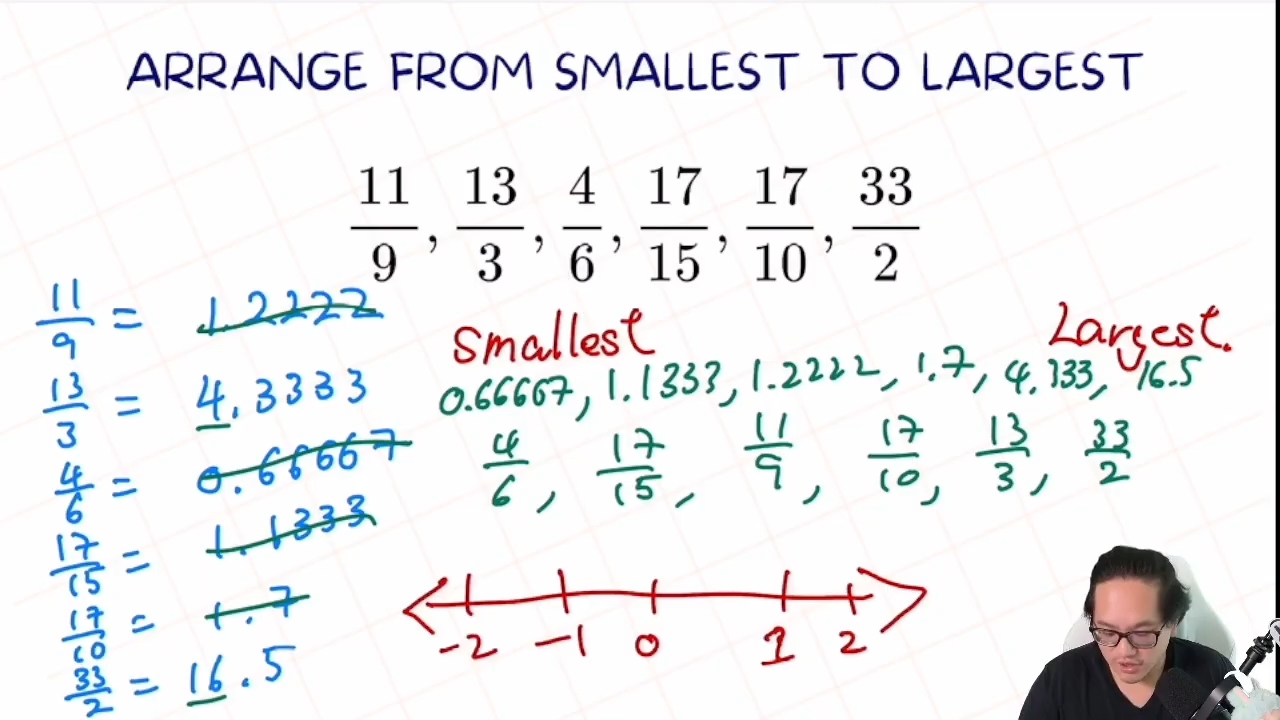 ARRANGE FROM SMALLEST TO LARGEST
11/9, 13/3, 4/6, 17/15, 17/10, 33/2
11/9 = 1.2222
13/3 = 4.3333
4/6 = 0.66667
17/15 = 1.1333
17/10 = 1.7
33/2 = 16.5
Smallest Largest.
0.66667, 1.1333, 1.2222, 1.7, 4.333, 16.5
4/6, 17/15, 11/9, 17/10, 13/3, 33/2
-2 -1 0 1 2